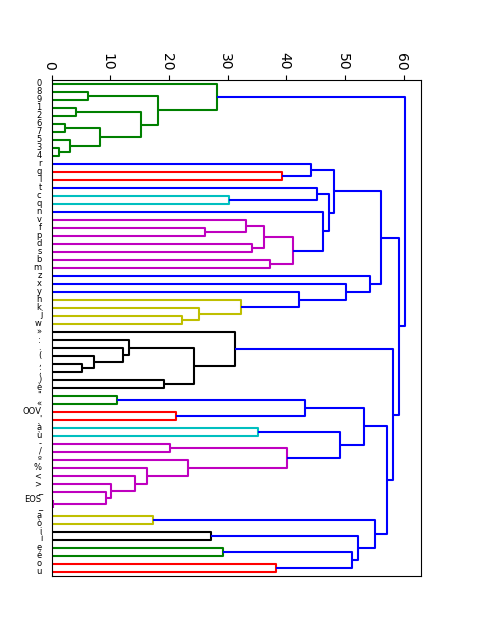 0 10 20 30 40 50 60
0
8
9
1
2
6
7
5
3
4
r
g
l
t
c
q
n
v
f
p
d
s
b
m
z
x
y
h
k
j
w
»
:
(
;
)
"
«
OOV
'
à
ù
-
/
º
%
<
>
EOS
_
a
ò
i
e
o
u